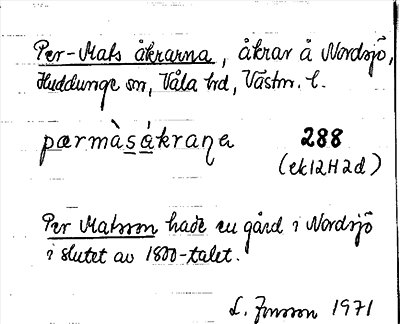 Per-Mats åkrarna, åkrar å Nordsjö,
Huddunge sn, Våla hd, Västm. l.
pærmàsákraṇa 288
(ek12H2d)
Per Matsson hade en gård i Nordsjö
i slutet av 1800-talet.
L. Jonsson 1971